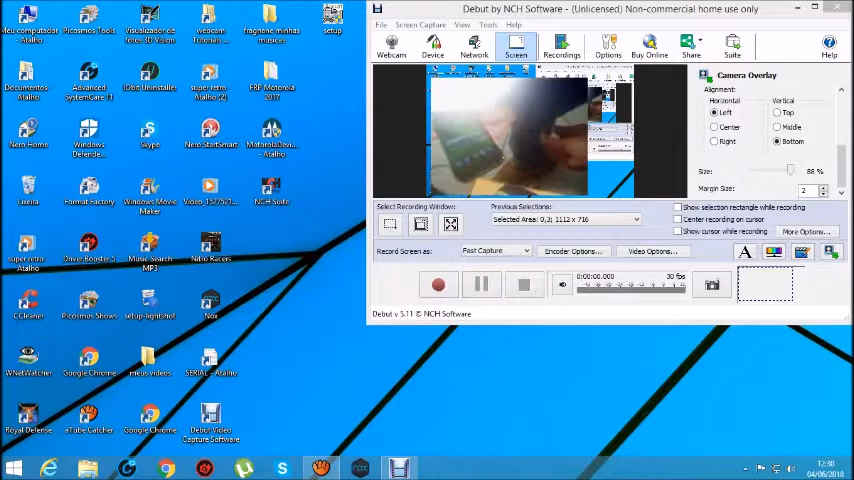 Meu computador - Atalho
Picosmos Tools
Visualizador de fotos 3D Vision
webcam Tutoriais ...
fragnane minhas musicas
setup
Documentos Atalho
Advanced SystemCare 11
IObit Uninstaller
super retro Atalho (2)
FRP Motorola 2017
Nero Home
Windows Defende...
Skype
Nero StartSmart
MotorolaDevi... - Atalho
Lixeira
Format Factory
Windows Movie Maker
Video_1527521...
NCH Suite
super-retro - Atalho
Driver Booster 5
Music Search MP3
Nitro Racers
CCleaner
Picosmos Shows
setup-lightshot
Nox
WNetWatcher
Google Chrome
meus videos
SERIAL - Atalho
Royal Defense
aTube Catcher
Google Chrome
Debut Video Capture Software
Debut by NCH Software - (Unlicensed) Non-commercial home use only
File Screen Capture View Tools Help
Webcam Device Network Screen Recordings Options Buy Online Share Suite Help
Camera Overlay
Alignment:
Horizontal Vertical
Left Top
Center Middle
Right Bottom
Size: 88 %
Margin Size: 2
Select Recording Window:
Previous Selections:
Selected Area: 0,3; 1112 x 716
Show selection rectangle while recording
Center recording on cursor
Show cursor while recording
More Options...
Record Screen as: Fast Capture Encoder Options... Video Options...
A
0:00:00.000 30 fps
Debut v 5.11 © NCH Software
12:30
04/06/2018